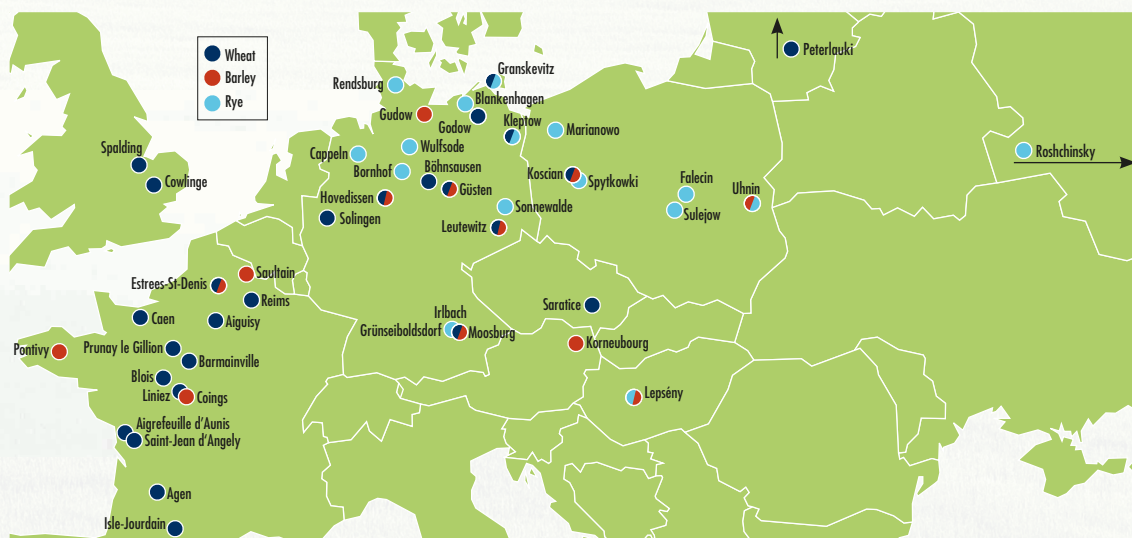 Wheat
Barley
Rye
Peterlauki
Granskevitz
Rendsburg
Blankenhagen
Gudow
Godow
Kleptow
Marianowo
Spalding
Wulfsode
Cappeln
Roshchinsky
Bornhof
Böhnsausen
Cowlinge
Koscian
Spytkowki
Falecin
Uhnin
Güsten
Hovedissen
Sonnewalde
Sulejow
Solingen
Leutewitz
Saultain
Estrees-St-Denis
Reims
Saratice
Irlbach
Caen
Aiguisy
Grünseiboldsdorf
Moosburg
Korneubourg
Pontivy
Prunay le Gillion
Barmainville
Blois
Liniez
Coings
Lepsény
Aigrefeuille d'Aunis
Saint-Jean d'Angely
Agen
Isle-Jourdain